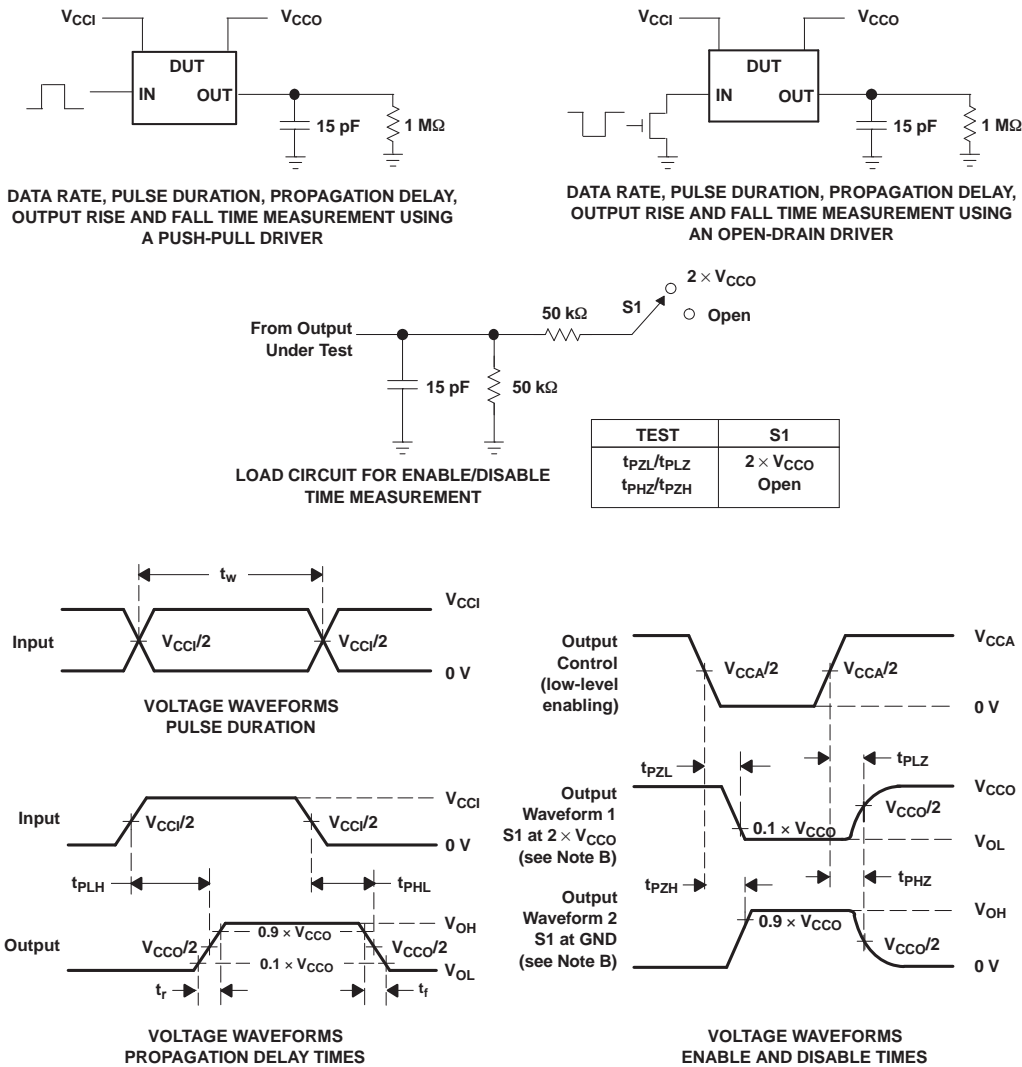 VCCI VCCO
DUT
IN OUT
15 pF 1 MΩ
DATA RATE, PULSE DURATION, PROPAGATION DELAY,
OUTPUT RISE AND FALL TIME MEASUREMENT USING
A PUSH-PULL DRIVER
VCCI VCCO
DUT
IN OUT
15 pF 1 MΩ
DATA RATE, PULSE DURATION, PROPAGATION DELAY,
OUTPUT RISE AND FALL TIME MEASUREMENT USING
AN OPEN-DRAIN DRIVER
2 × VCCO
S1
50 kΩ
Open
From Output
Under Test
15 pF 50 kΩ
LOAD CIRCUIT FOR ENABLE/DISABLE
TIME MEASUREMENT
TEST S1
tPZL/tPLZ 2 × VCCO
tPHZ/tPZH Open
tw
VCCI
Input
VCCI/2 VCCI/2
0 V
VOLTAGE WAVEFORMS
PULSE DURATION
VCCI
Input
VCCI/2 VCCI/2
0 V
tPLH tPHL
VOH
0.9 × VCCO
Output
VCCO/2 VCCO/2
0.1 × VCCO
VOL
tr tf
VOLTAGE WAVEFORMS
PROPAGATION DELAY TIMES
Output
Control
(low-level
enabling)
VCCA
VCCA/2 VCCA/2
0 V
tPZL tPLZ
Output
Waveform 1
S1 at 2 × VCCO
(see Note B)
VCCO
VCCO/2
0.1 × VCCO
VOL
tPZH tPHZ
Output
Waveform 2
S1 at GND
(see Note B)
VOH
0.9 × VCCO
VCCO/2
0 V
VOLTAGE WAVEFORMS
ENABLE AND DISABLE TIMES